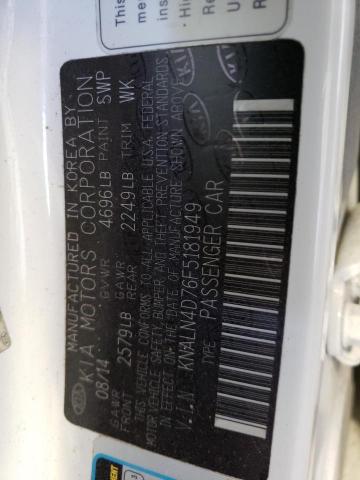 MANUFACTURED IN KOREA BY
KIA MOTORS CORPORATION
08/14 GVWR 4696LB PAINT SWP
GAWR FRONT 2579LB GAWR REAR 2249LB TRIM WK
THIS VEHICLE CONFORMS TO ALL APPLICABLE U.S.A. FEDERAL
MOTOR VEHICLE SAFETY, BUMPER AND THEFT PREVENTION STANDARDS
IN EFFECT ON THE DATE OF MANUFACTURE SHOWN ABOVE
V.I.N. KNALN4D76F5181949
TYPE PASSENGER CAR
This
KIA